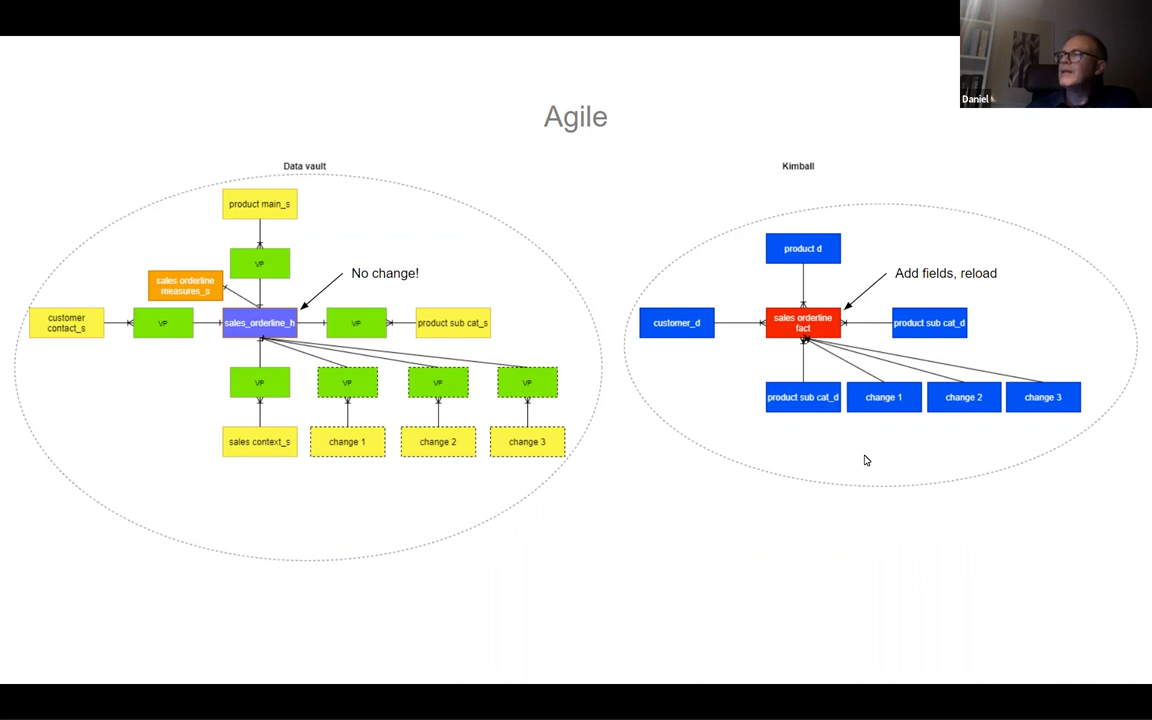 Daniel
Agile
Data vault
Kimball
product main_s
VP
sales orderline
measures_s
No change!
customer
contact_s
VP
sales_orderline_h
VP
product sub cat_s
VP
VP
VP
VP
sales context_s
change 1
change 2
change 3
product d
Add fields, reload
customer_d
sales orderline
fact
product sub cat_d
product sub cat_d
change 1
change 2
change 3